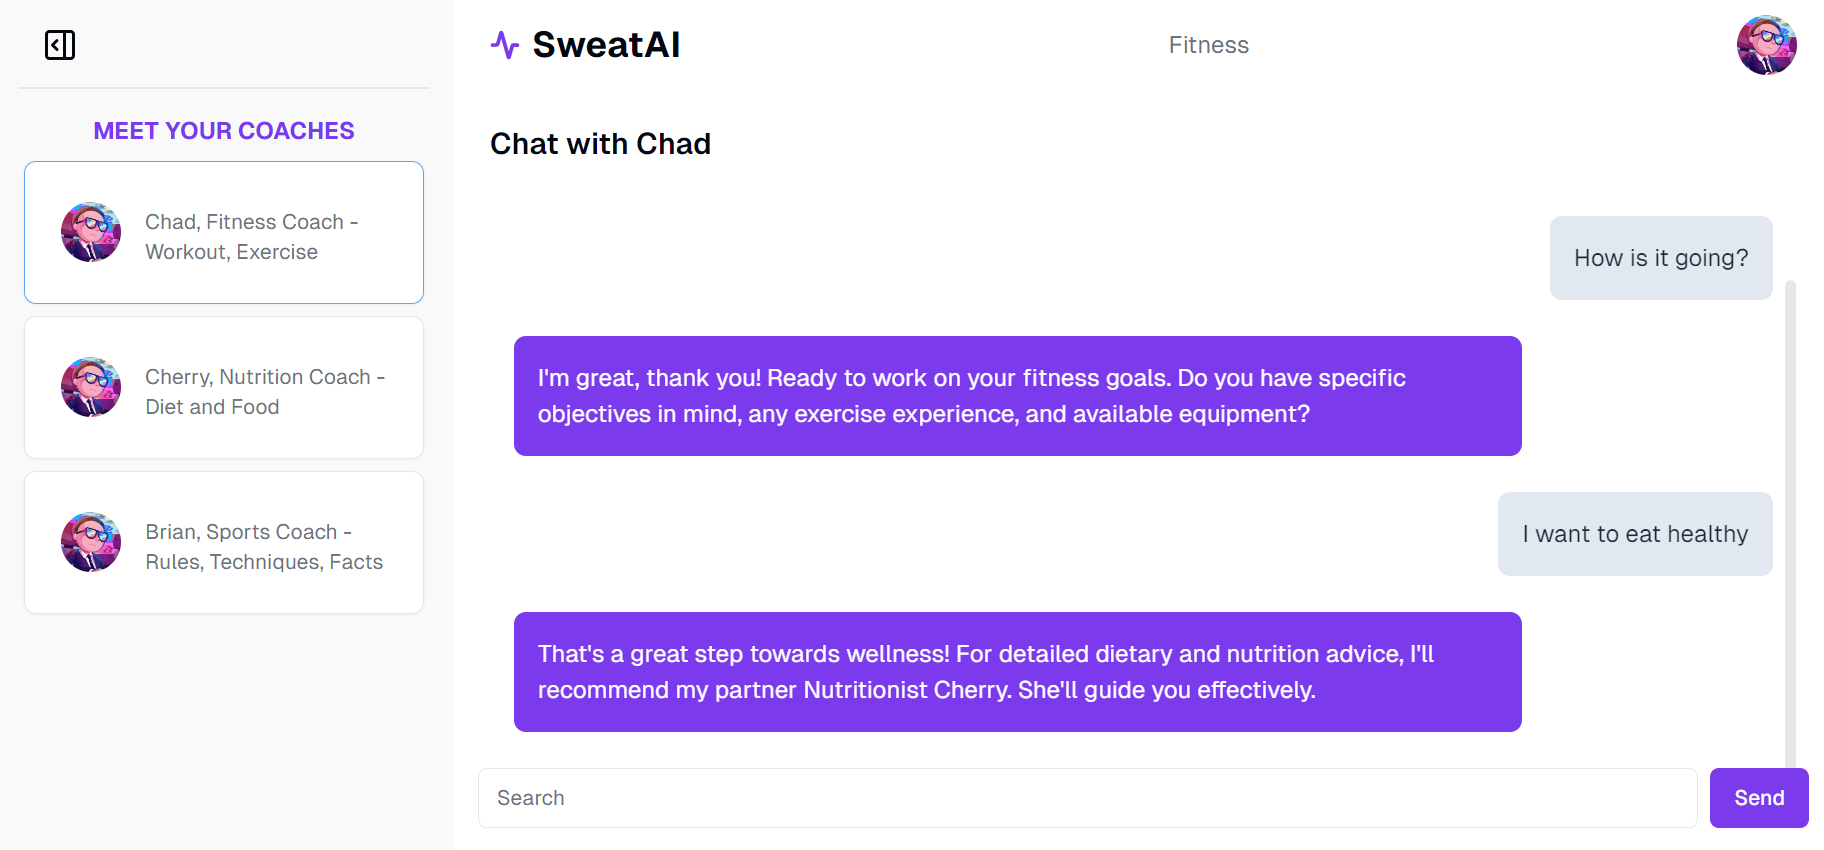 SweatAI
Fitness
MEET YOUR COACHES
Chad, Fitness Coach -
Workout, Exercise
Cherry, Nutrition Coach -
Diet and Food
Brian, Sports Coach -
Rules, Techniques, Facts
Chat with Chad
How is it going?
I'm great, thank you! Ready to work on your fitness goals. Do you have specific
objectives in mind, any exercise experience, and available equipment?
I want to eat healthy
That's a great step towards wellness! For detailed dietary and nutrition advice, I'll
recommend my partner Nutritionist Cherry. She'll guide you effectively.
Search
Send